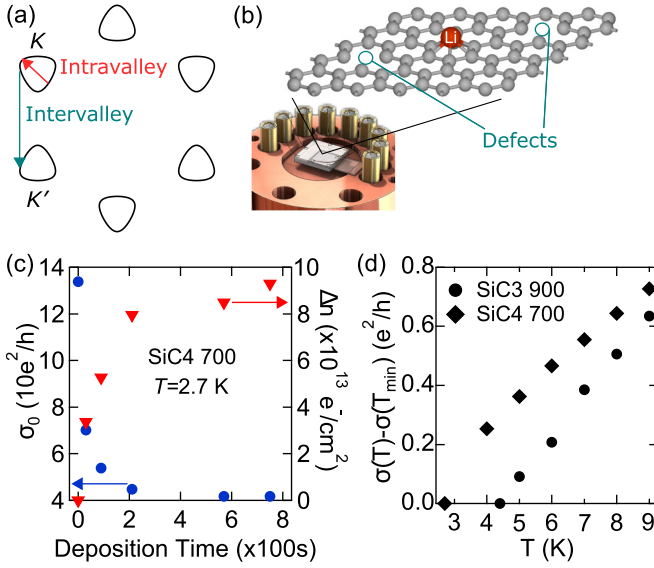 (a)
K
Intravalley
Intervalley
K′
(b)
Li
Defects
(c)
14
12
10
8
6
4
σ₀ (10e²/h)
SiC4 700
T=2.7 K
10
8
6
4
2
0
Δn (x10¹³ e⁻/cm²)
0 2 4 6 8
Deposition Time (x100s)
(d)
0.8
0.4
0.2
0.0
σ(T)-σ(Tmin) (e²/h)
SiC3 900
SiC4 700
3 4 5 6 7 8 9
T (K)